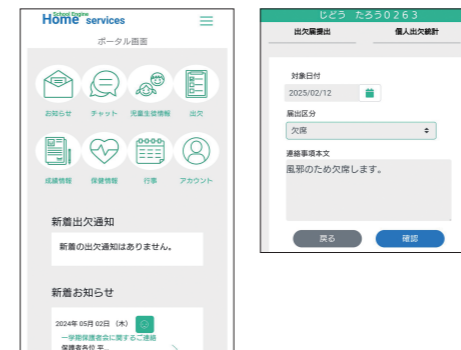 School Engine
Home services
ポータル画面
お知らせ
チャット
児童生徒情報
出欠
成績情報
保健情報
行事
アカウント
新着出欠通知
新着の出欠通知はありません。
新着お知らせ
2024年 05月 02日 (木)
一学期保護者会に関するご連絡
保護者各位 平...
じどう たろう0263
出欠届提出
個人出欠統計
対象日付
2025/02/12
届出区分
欠席
連絡事項本文
風邪のため欠席します。
戻る
確認